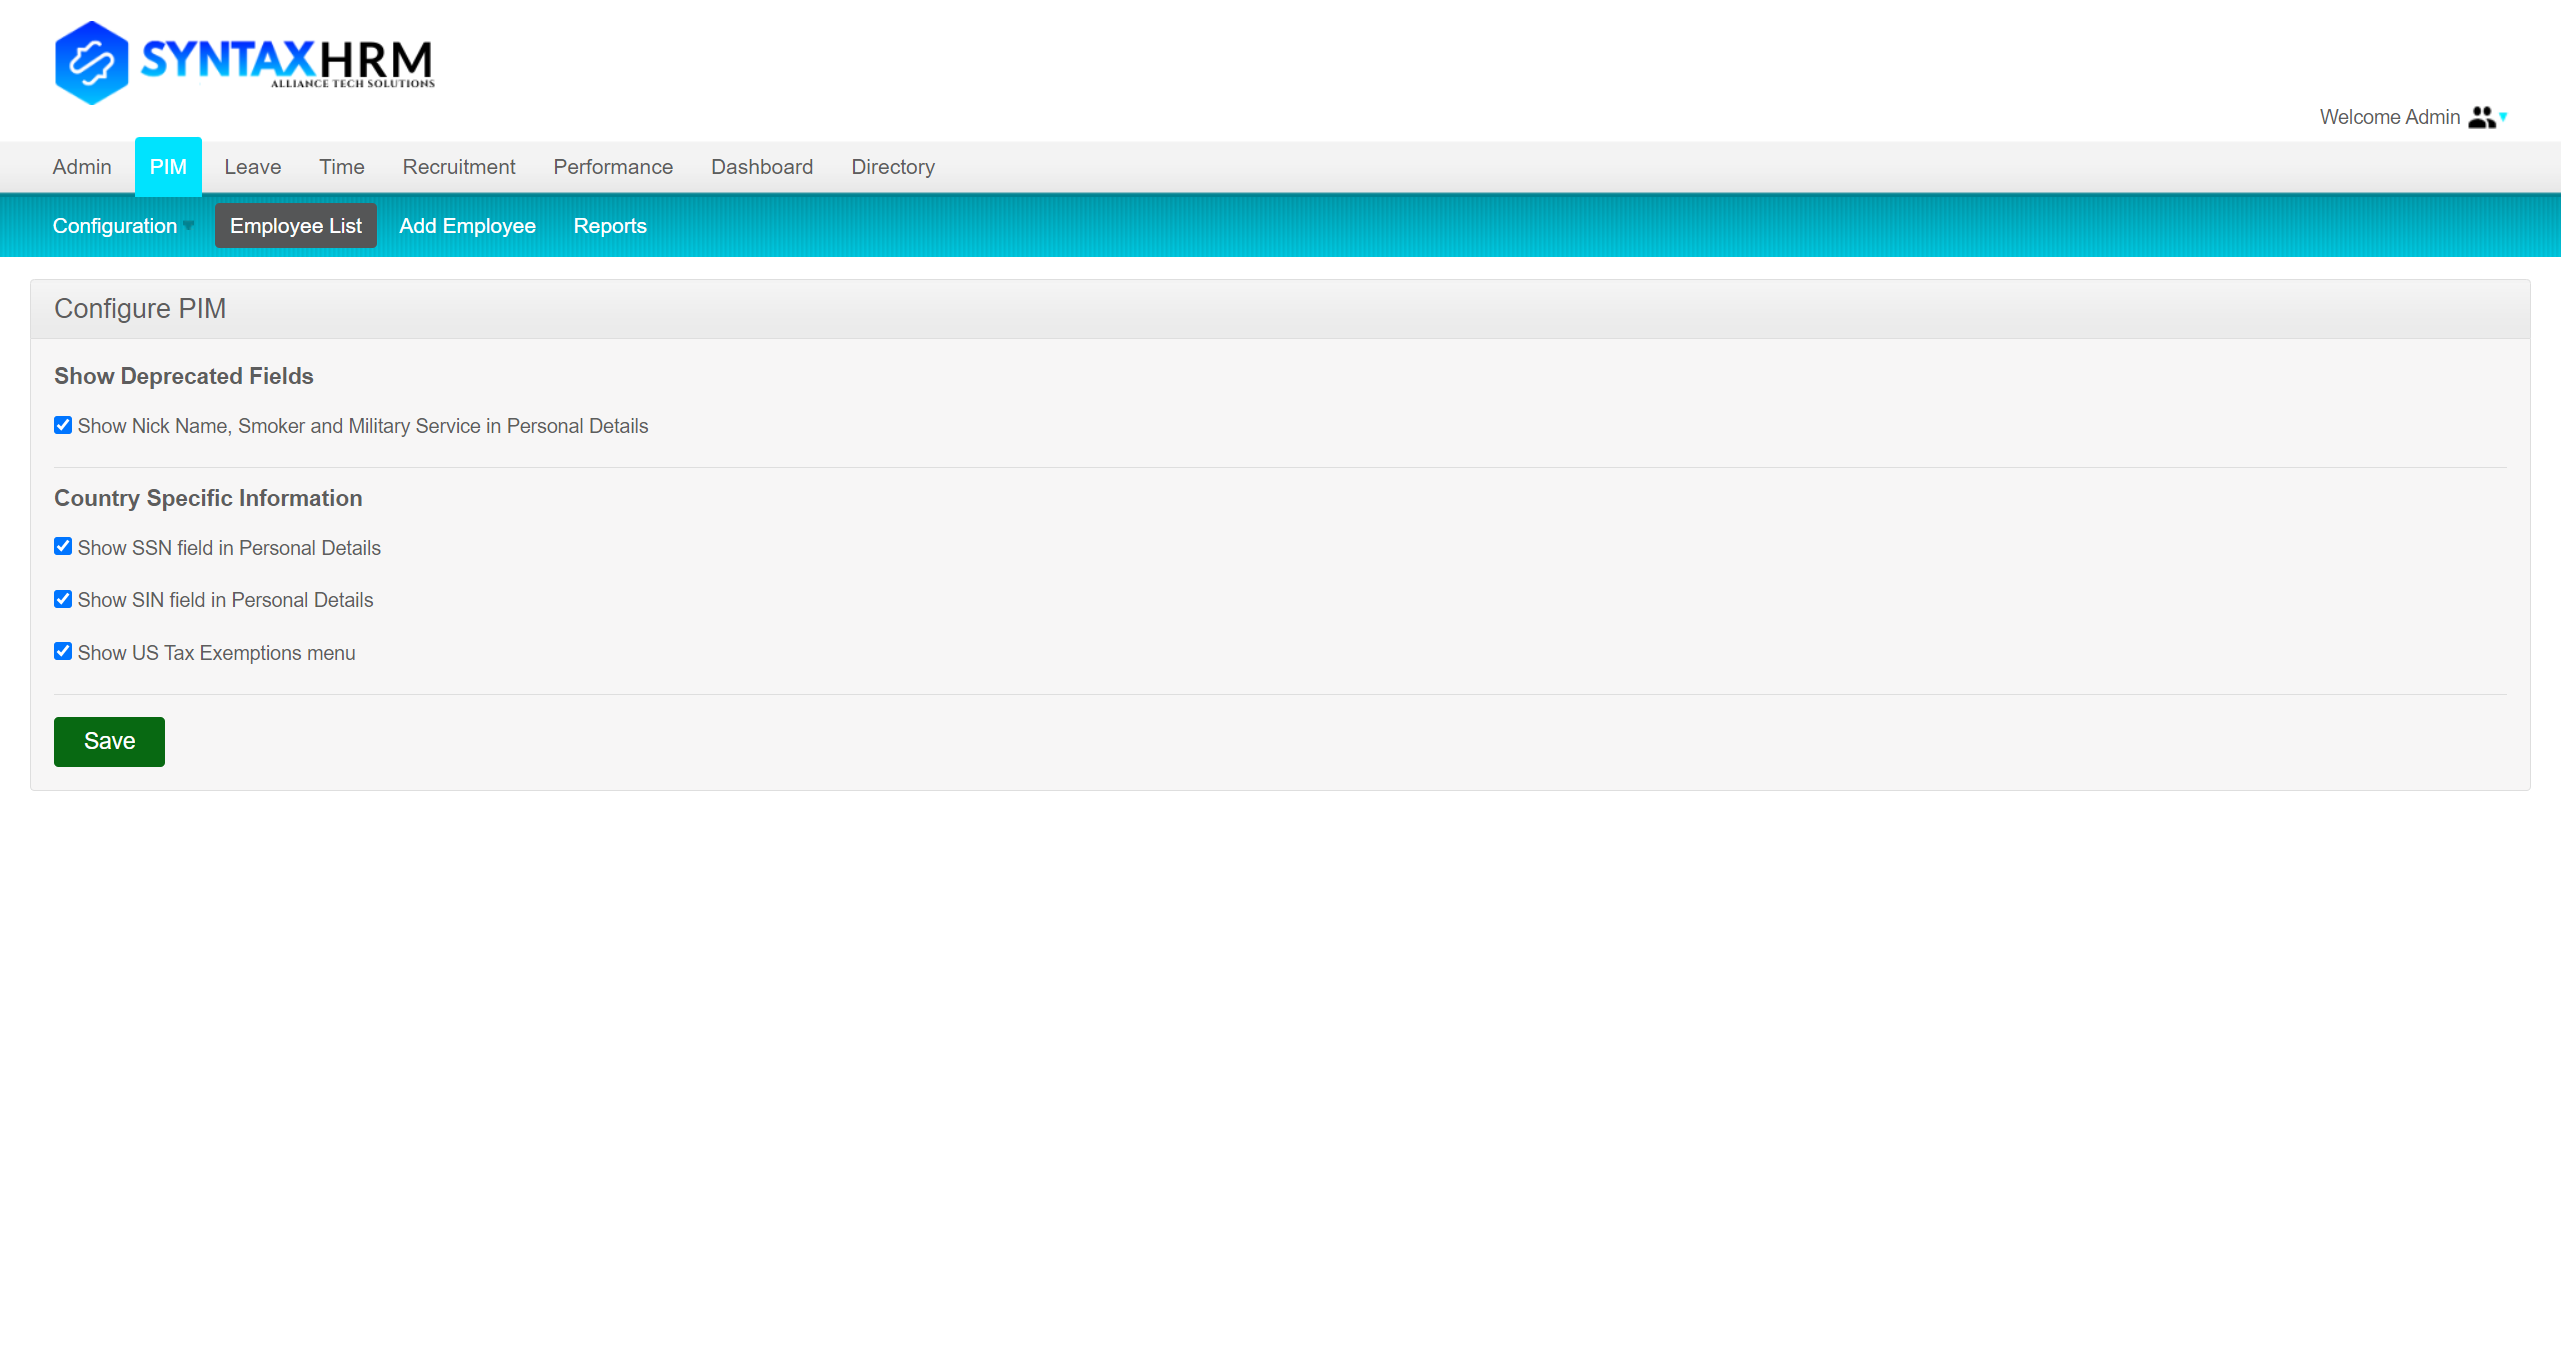 SYNTAXHRM
ALLIANCE TECH SOLUTIONS
Welcome Admin
Admin PIM Leave Time Recruitment Performance Dashboard Directory
Configuration Employee List Add Employee Reports
Configure PIM
Show Deprecated Fields
Show Nick Name, Smoker and Military Service in Personal Details
Country Specific Information
Show SSN field in Personal Details
Show SIN field in Personal Details
Show US Tax Exemptions menu
Save